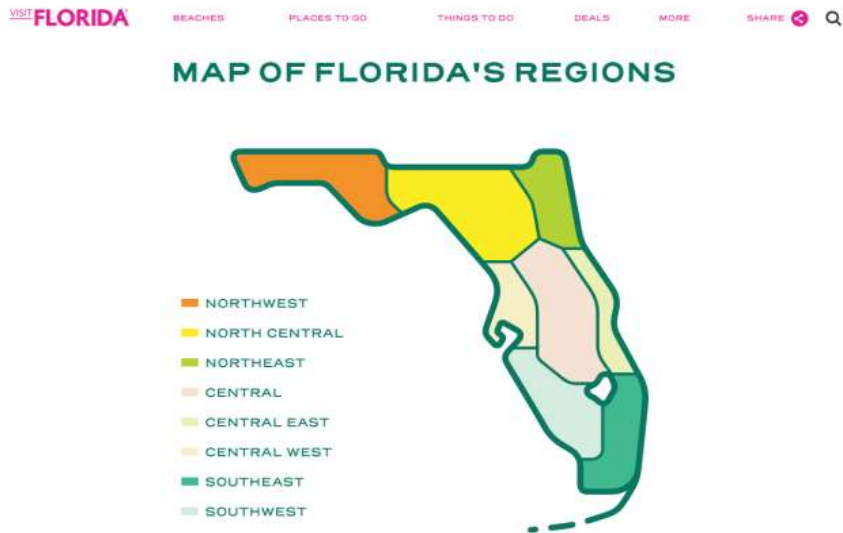 VISIT FLORIDA BEACHES PLACES TO GO THINGS TO DO DEALS MORE SHARE
MAP OF FLORIDA'S REGIONS
NORTHWEST
NORTH CENTRAL
NORTHEAST
CENTRAL
CENTRAL EAST
CENTRAL WEST
SOUTHEAST
SOUTHWEST